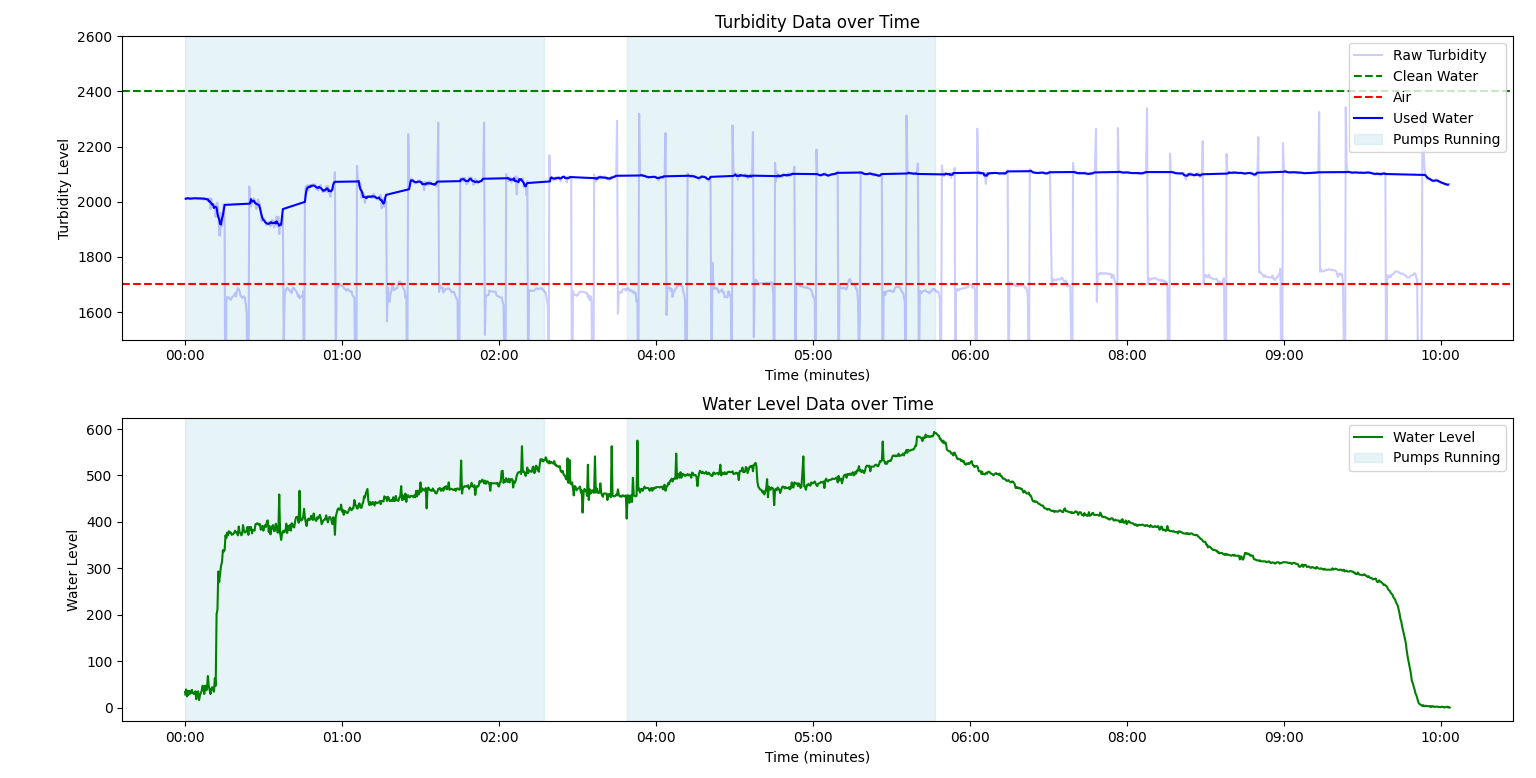 Turbidity Data over Time
Turbidity Level
2600
2400
2200
2000
1800
1600
Raw Turbidity
Clean Water
Air
Used Water
Pumps Running
00:00 01:00 02:00 04:00 05:00 06:00 08:00 09:00 10:00
Time (minutes)
Water Level Data over Time
Water Level
600
500
400
300
200
100
0
Water Level
Pumps Running
00:00 01:00 02:00 04:00 05:00 06:00 08:00 09:00 10:00
Time (minutes)